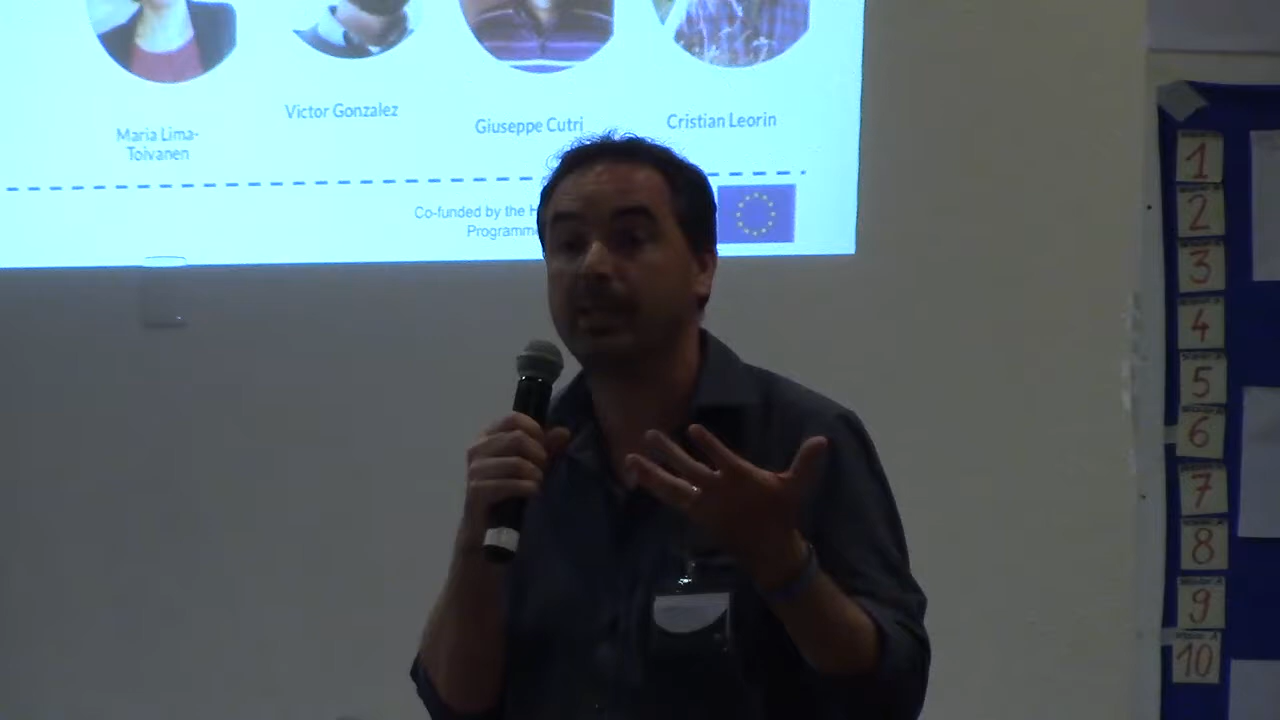 Maria Lima-
Toivanen
Victor Gonzalez
Giuseppe Cutri
Cristian Leorin
Co-funded by the H
Programme
1
2
3
4
5
6
7
8
9
10